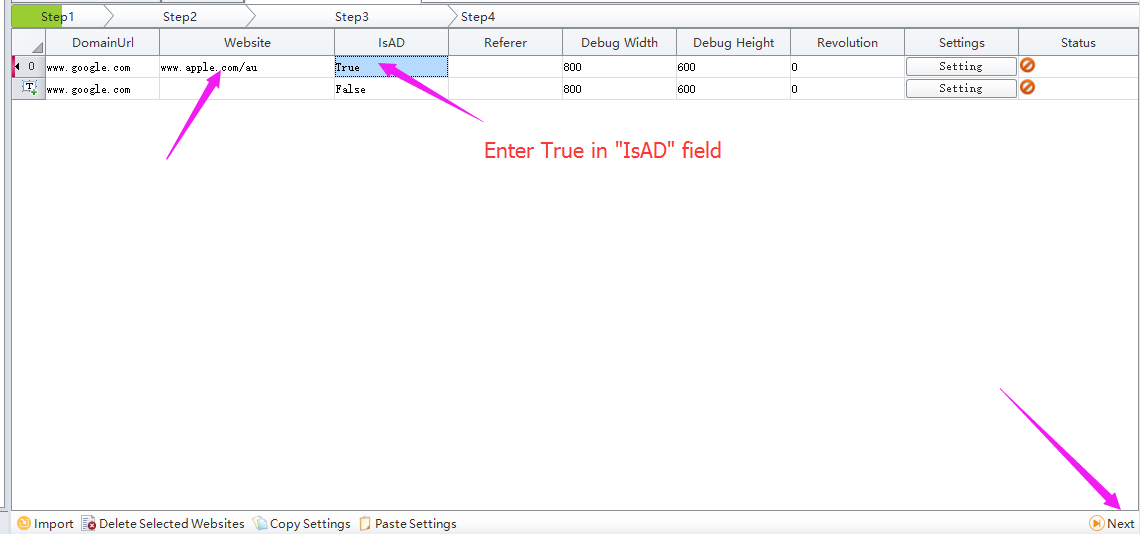 Step1 Step2 Step3 Step4
DomainUrl Website IsAD Referer Debug Width Debug Height Revolution Settings Status
0 www.google.com www.apple.com/au True 800 600 0 Setting
T www.google.com False 800 600 0 Setting
Enter True in "IsAD" field
Import Delete Selected Websites Copy Settings Paste Settings Next